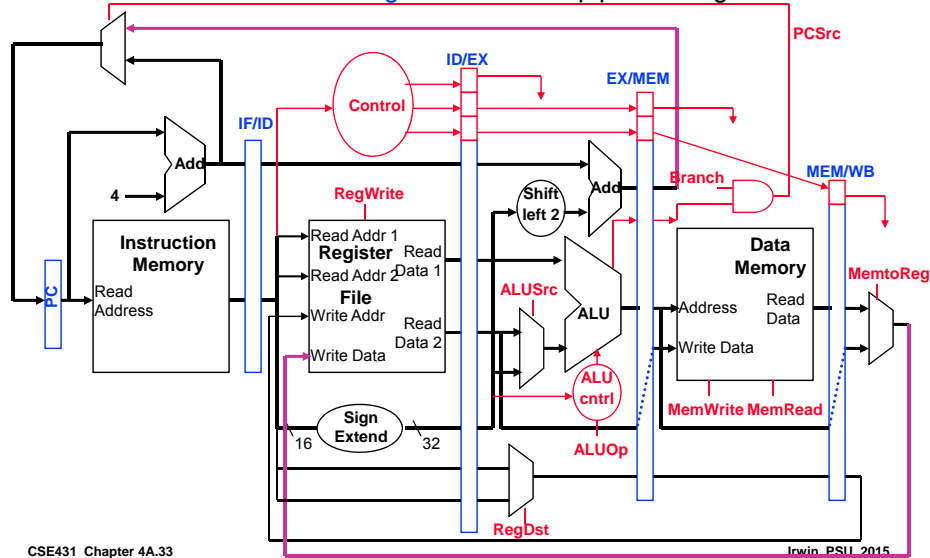 PCSrc
ID/EX
EX/MEM
Control
IF/ID
Add
4
MEM/WB
Branch
Add
Shift
left 2
RegWrite
Instruction
Memory
Read
Address
PC
Read Addr 1
Register
Read
Data 1
Read Addr 2
File
Write Addr
Read
Data 2
Write Data
ALUSrc
ALU
ALU
cntrl
ALUOp
Data
Memory
Address
Read
Data
Write Data
MemtoReg
MemWrite
MemRead
Sign
Extend
16
32
RegDst
CSE431 Chapter 4A.33
Irwin PSU 2015